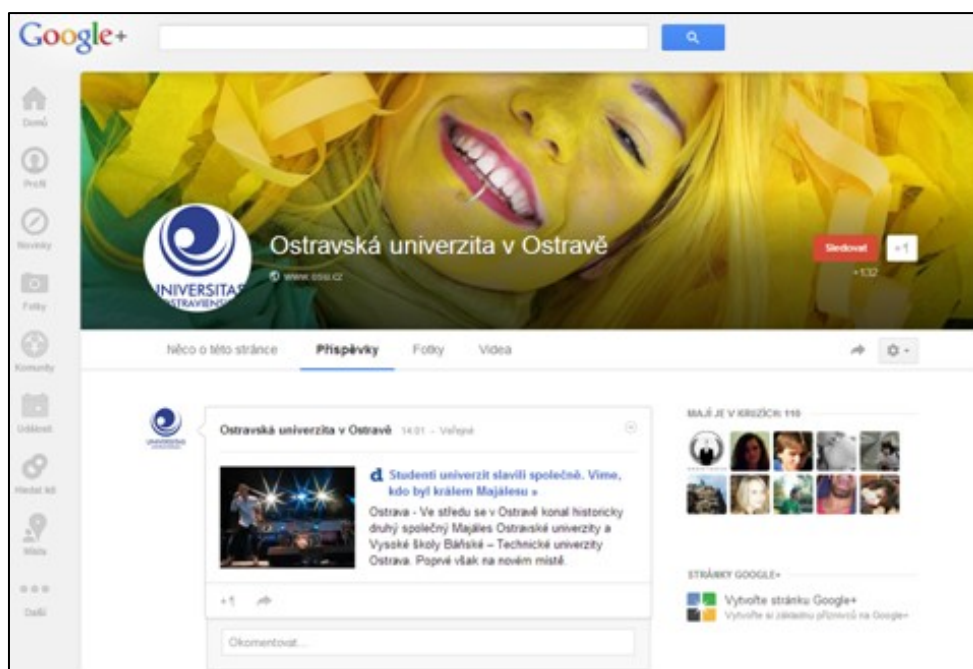 Google+
Domů
Profil
Novinky
Fotky
Komunity
Události
Hledat lidi
Místa
Další
UNIVERSITAS
OSTRAVIENSIS
Ostravská univerzita v Ostravě
www.osu.cz
Sledovat
+1
+132
Něco o této stránce
Příspěvky
Fotky
Videa
Ostravská univerzita v Ostravě 14:01 - Veřejné
d Studenti univerzit slavili společně. Víme,
kdo byl králem Majálesu »
Ostrava - Ve středu se v Ostravě konal historicky
druhý společný Majáles Ostravské univerzity a
Vysoké školy Báňské – Technické univerzity
Ostrava. Poprvé však na novém místě.
+1
Okomentovat...
MAJÍ JE V KRUZÍCH: 110
STRÁNKY GOOGLE+
Vytvořte stránku Google+
Vytvořte si základnu příznivců na Google+